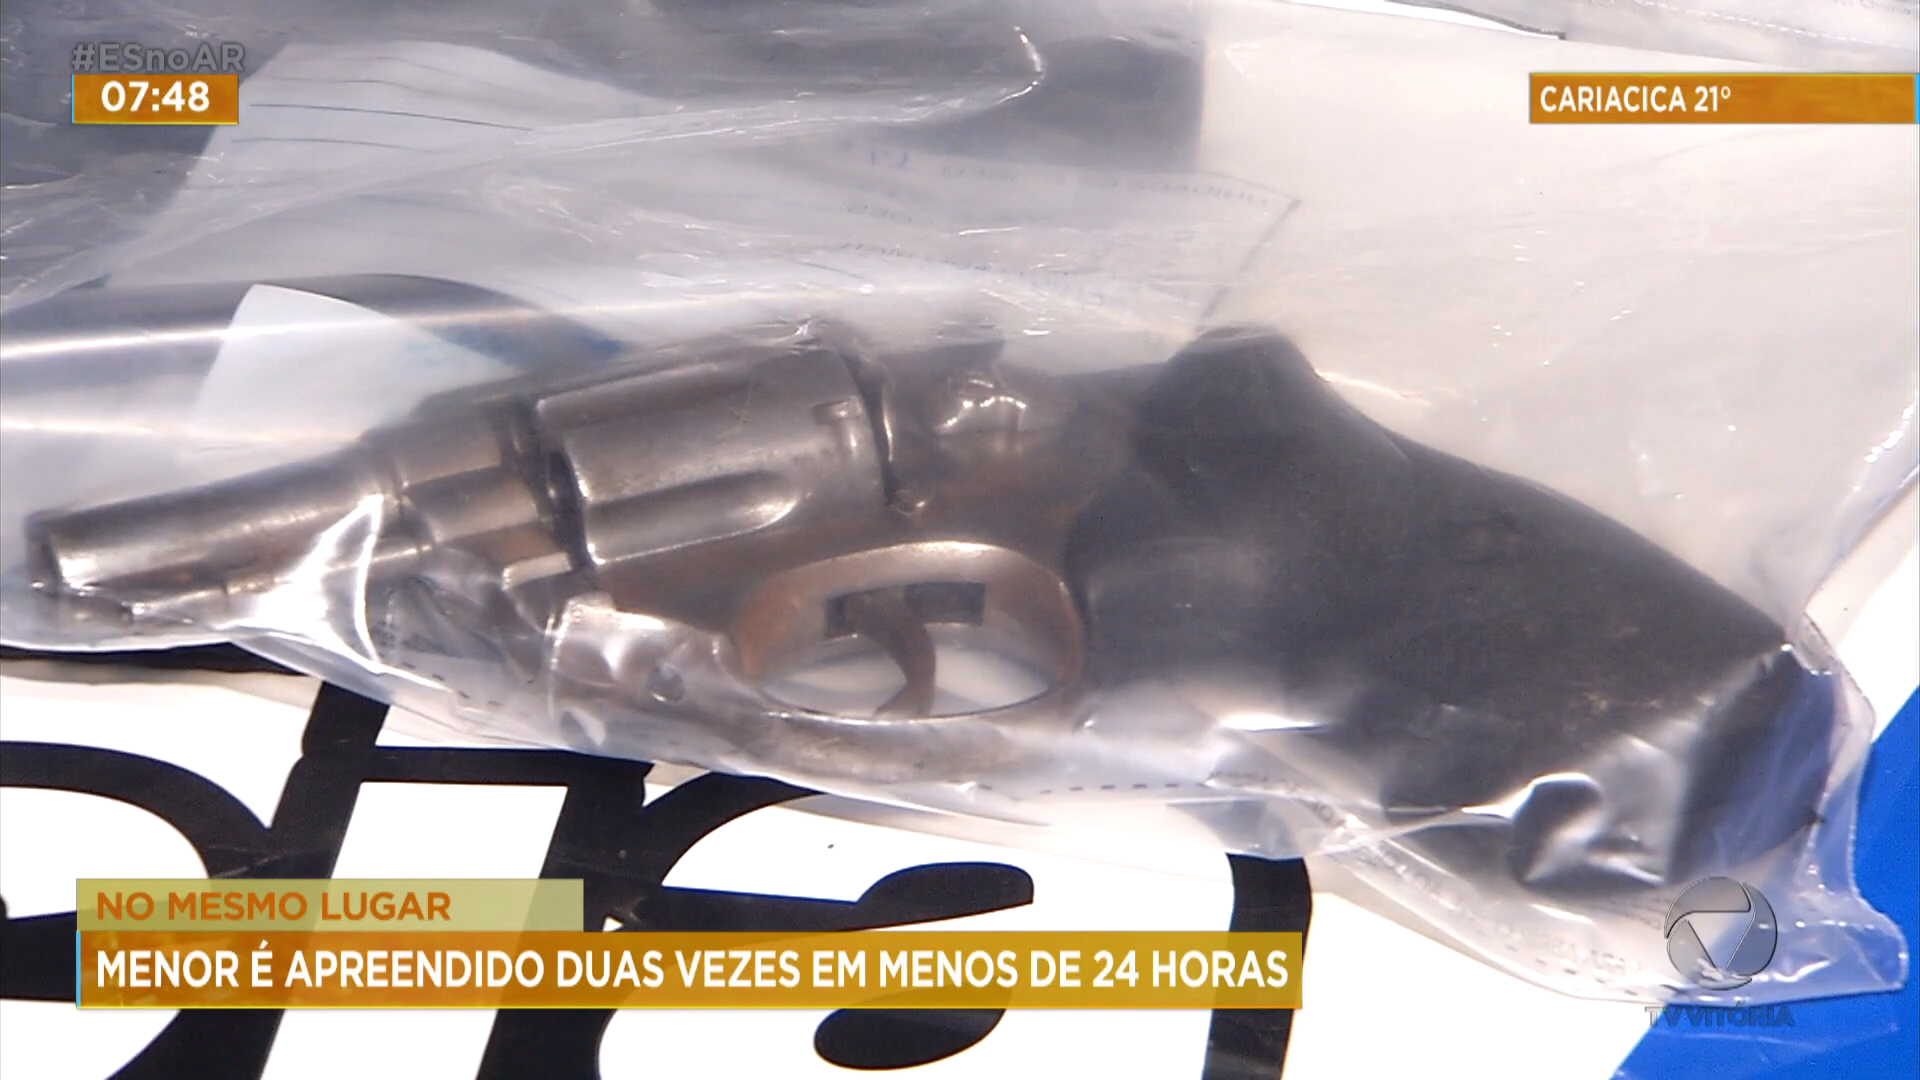 #ESnoAR
07:48
CARIACICA 21°
NO MESMO LUGAR
MENOR É APREENDIDO DUAS VEZES EM MENOS DE 24 HORAS
TV VITÓRIA